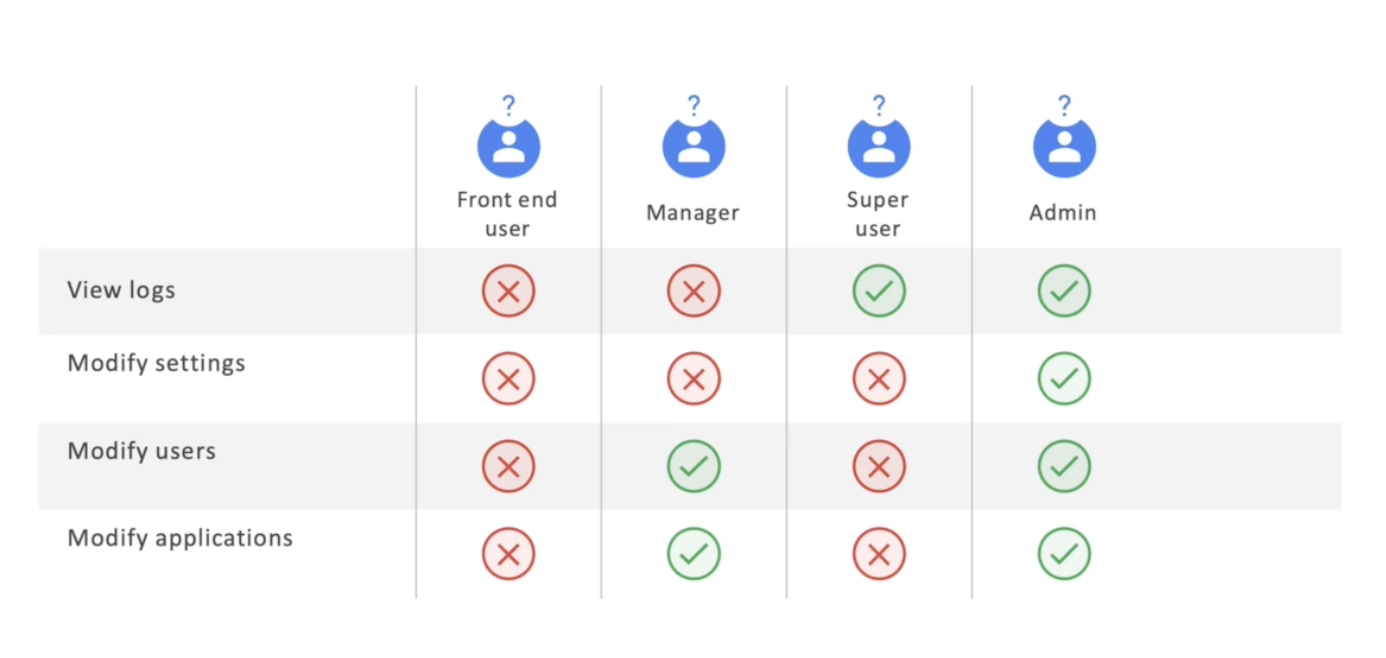 ? ? ? ?
Front end
user
Manager
Super
user
Admin
View logs
Modify settings
Modify users
Modify applications